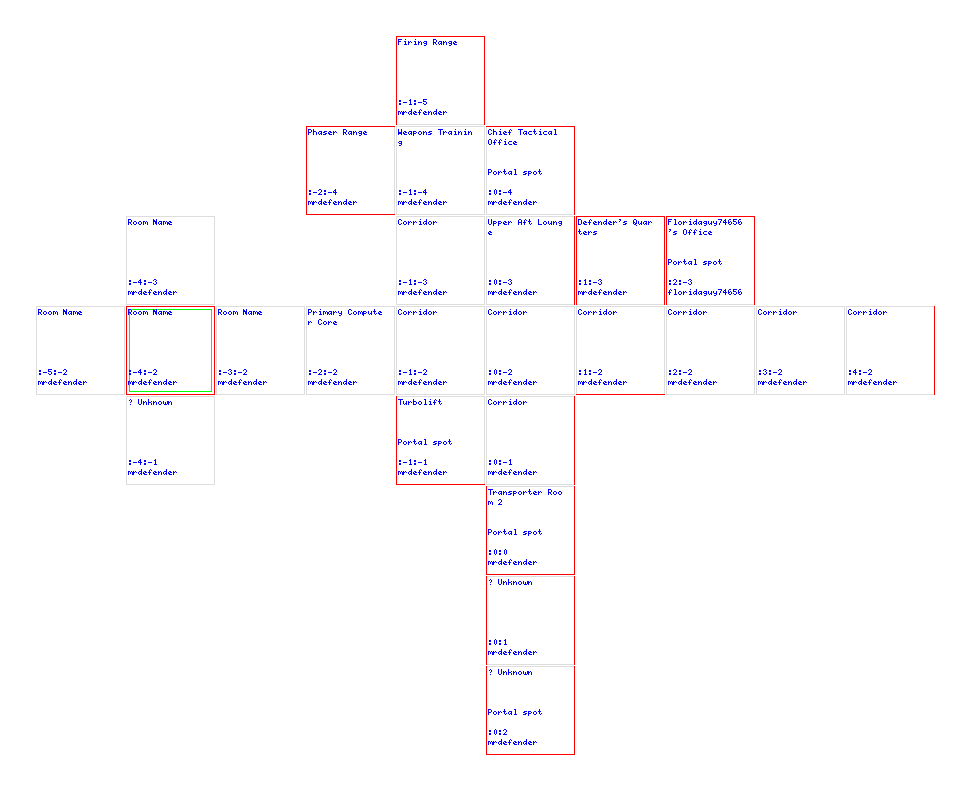 Firing Range
:-1:-5
mrdefender
Phaser Range
:-2:-4
mrdefender
Weapons Trainin
g
:-1:-4
mrdefender
Chief Tactical
Office
Portal spot
:0:-4
mrdefender
Room Name
:-4:-3
mrdefender
Corridor
:-1:-3
mrdefender
Upper Aft Loung
e
:0:-3
mrdefender
Defender's Quar
ters
:1:-3
mrdefender
Floridaguy74656
's Office
Portal spot
:2:-3
floridaguy74656
Room Name
:-5:-2
mrdefender
Room Name
:-4:-2
mrdefender
Room Name
:-3:-2
mrdefender
Primary Compute
r Core
:-2:-2
mrdefender
Corridor
:-1:-2
mrdefender
Corridor
:0:-2
mrdefender
Corridor
:1:-2
mrdefender
Corridor
:2:-2
mrdefender
Corridor
:3:-2
mrdefender
Corridor
:4:-2
mrdefender
? Unknown
:-4:-1
mrdefender
Turbolift
Portal spot
:-1:-1
mrdefender
Corridor
:0:-1
mrdefender
Transporter Roo
m 2
Portal spot
:0:0
mrdefender
? Unknown
:0:1
mrdefender
? Unknown
Portal spot
:0:2
mrdefender